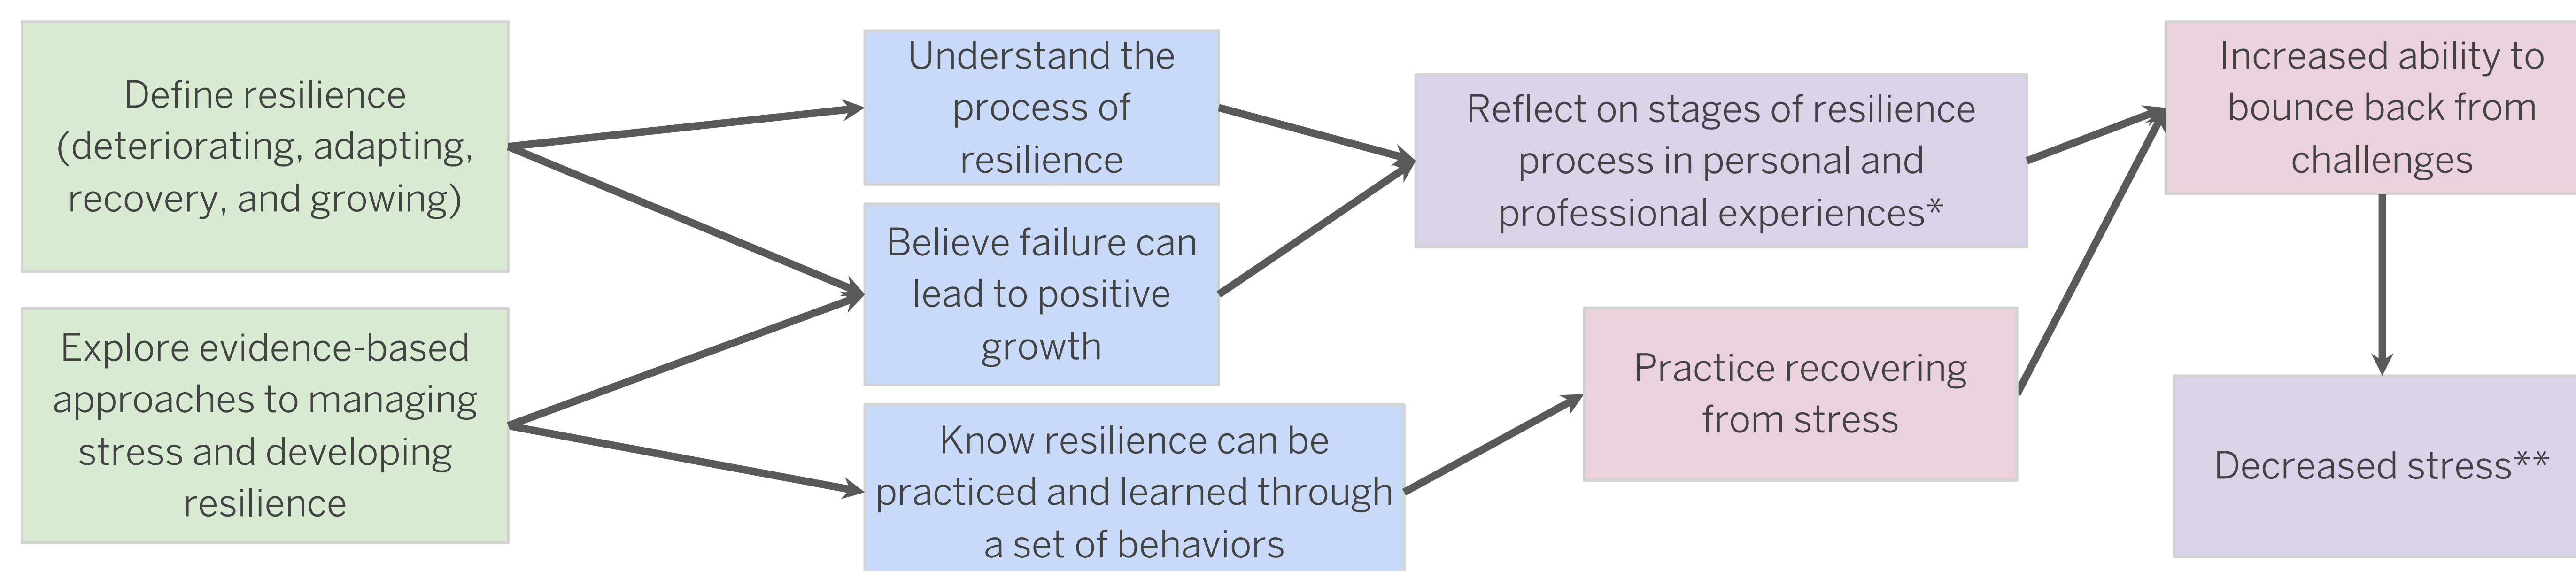 Define resilience
(deteriorating, adapting,
recovery, and growing)
Explore evidence-based
approaches to managing
stress and developing
resilience
Understand the
process of
resilience
Believe failure can
lead to positive
growth
Know resilience can be
practiced and learned through
a set of behaviors
Reflect on stages of resilience
process in personal and
professional experiences*
Practice recovering
from stress
Increased ability to
bounce back from
challenges
Decreased stress**